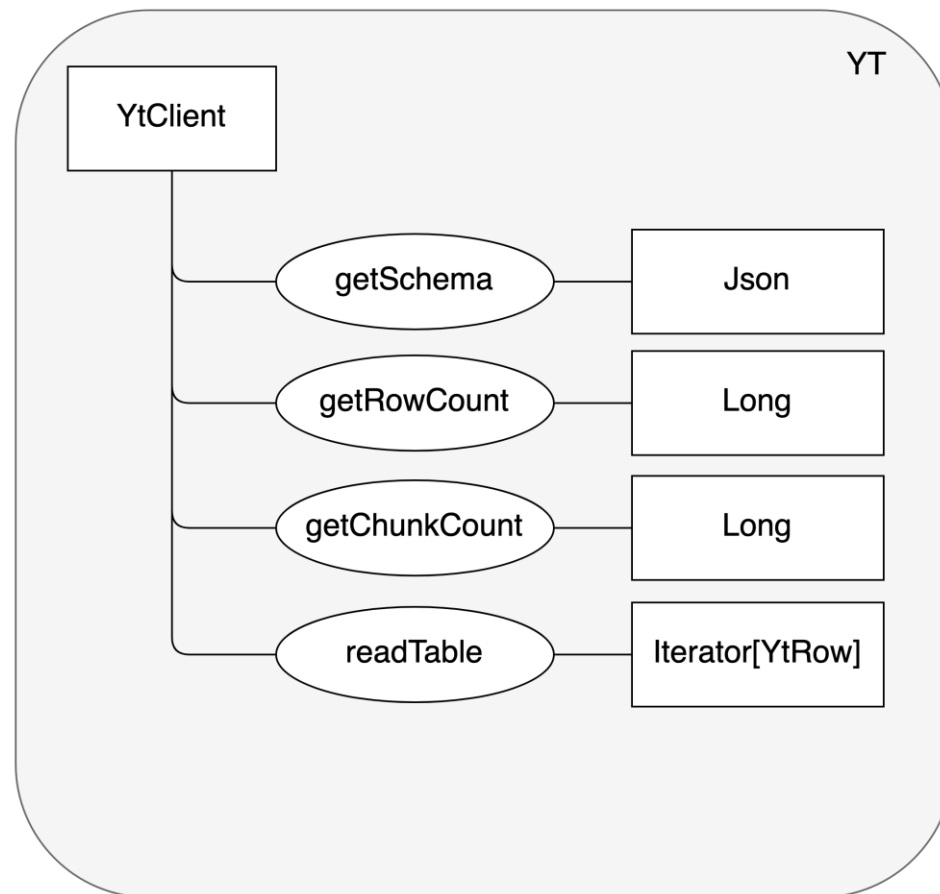 YT
YtClient
getSchema
Json
getRowCount
Long
getChunkCount
Long
readTable
Iterator[YtRow]